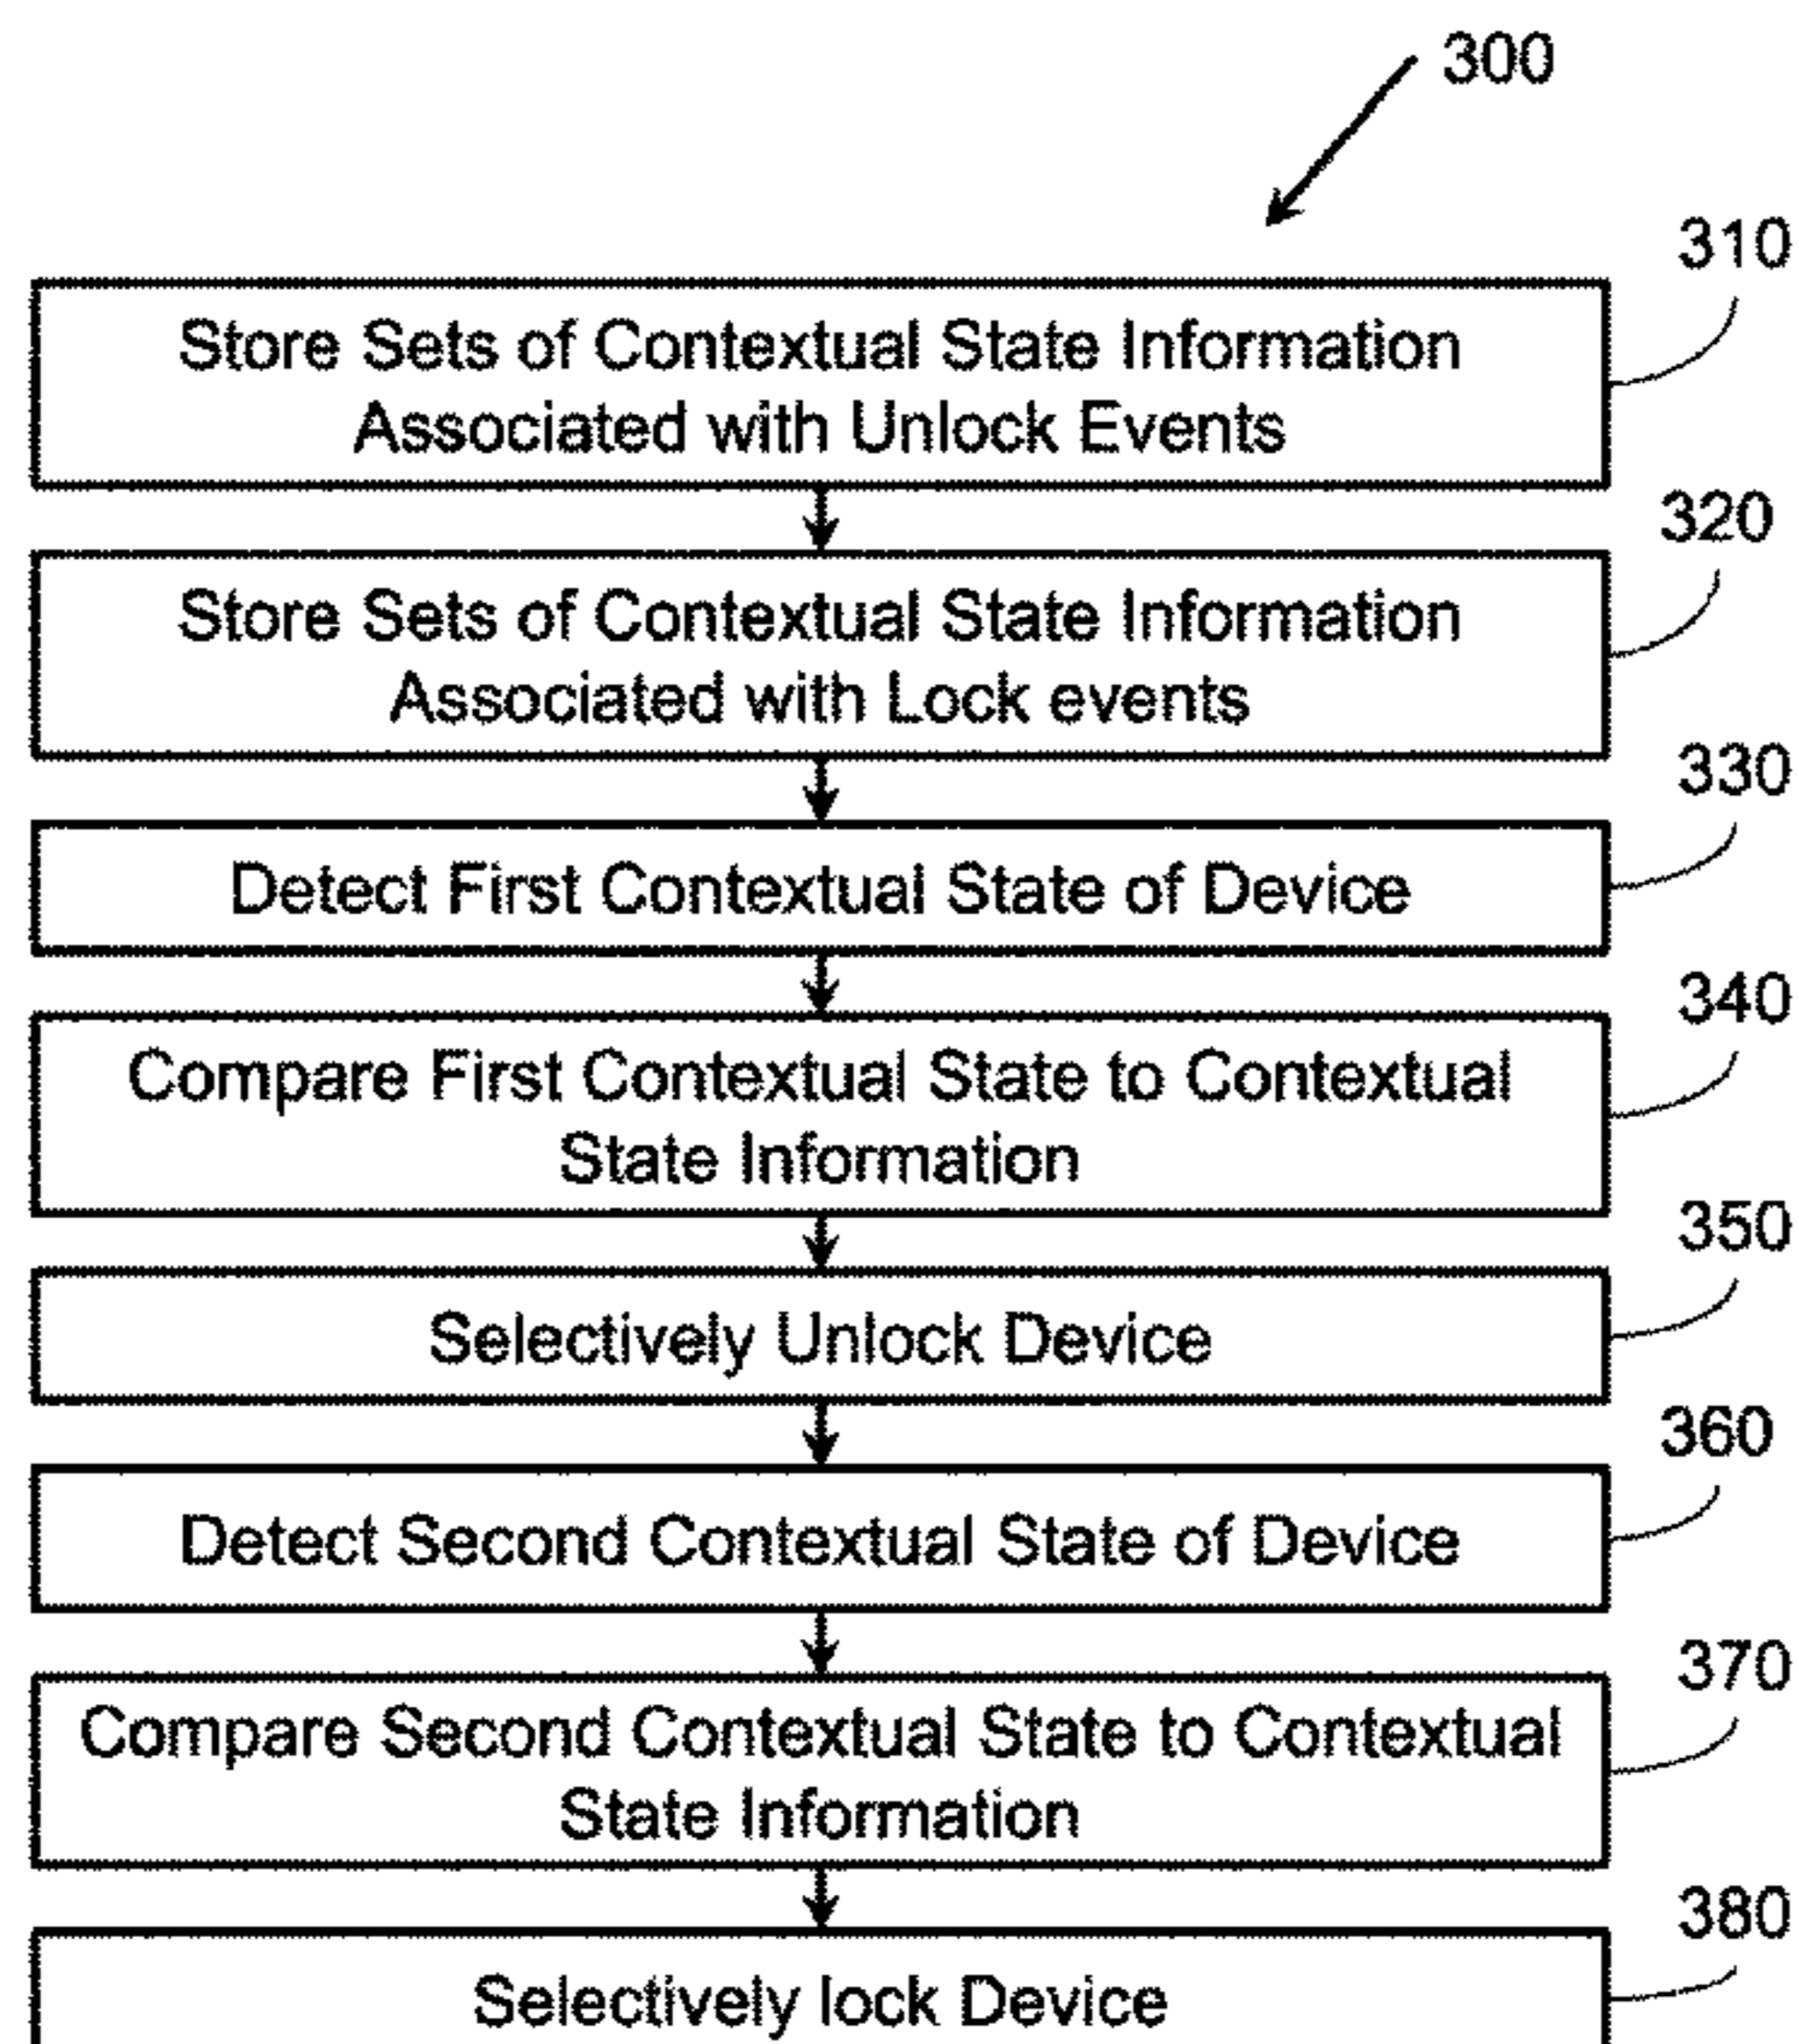 300
310
Store Sets of Contextual State Information
Associated with Unlock Events
320
Store Sets of Contextual State Information
Associated with Lock events
330
Detect First Contextual State of Device
340
Compare First Contextual State to Contextual
State Information
350
Selectively Unlock Device
360
Detect Second Contextual State of Device
370
Compare Second Contextual State to Contextual
State Information
380
Selectively lock Device